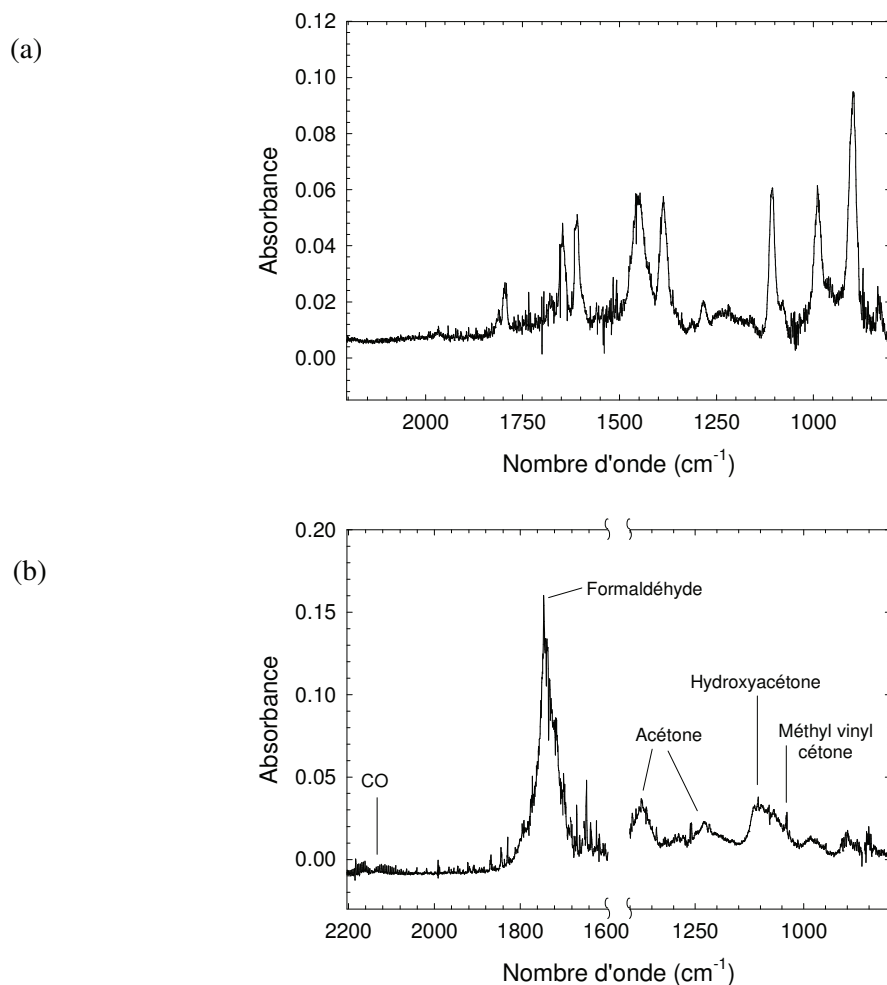 (a)
0.12
0.10
0.08
0.06
0.04
0.02
0.00
Absorbance
2000 1750 1500 1250 1000
Nombre d'onde (cm-1)
(b)
0.20
0.15
0.10
0.05
0.00
Absorbance
Formaldéhyde
Hydroxyacétone
Acétone
Méthyl vinyl
cétone
CO
2200 2000 1800 1600 1250 1000
Nombre d'onde (cm-1)